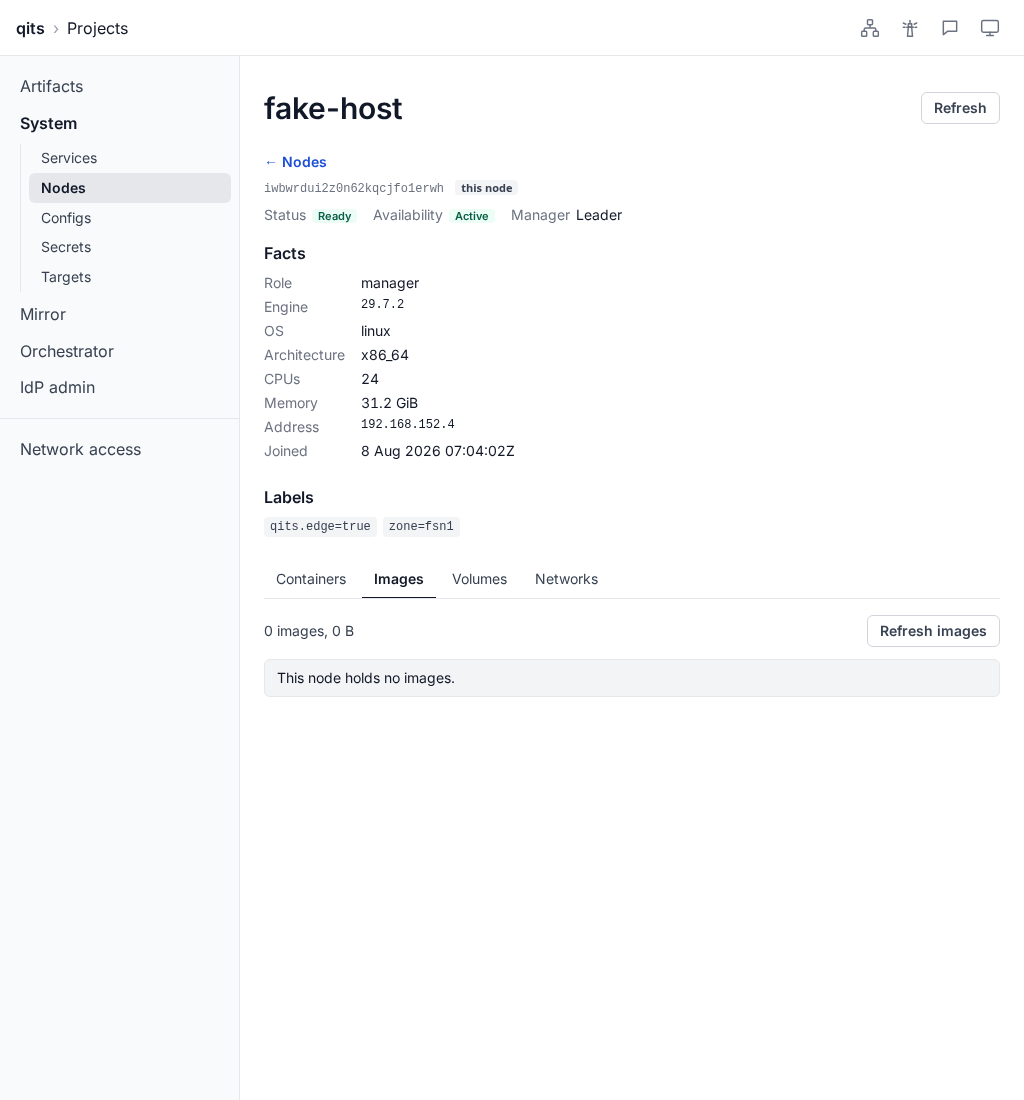 qits › Projects
Artifacts
System
Services
Nodes
Configs
Secrets
Targets
Mirror
Orchestrator
IdP admin
Network access
fake-host
Refresh
← Nodes
iwbwrdui2z0n62kqcjfo1erwh this node
Status Ready Availability Active Manager Leader
Facts
Role manager
Engine 29.7.2
OS linux
Architecture x86_64
CPUs 24
Memory 31.2 GiB
Address 192.168.152.4
Joined 8 Aug 2026 07:04:02Z
Labels
qits.edge=true zone=fsn1
Containers Images Volumes Networks
0 images, 0 B
Refresh images
This node holds no images.